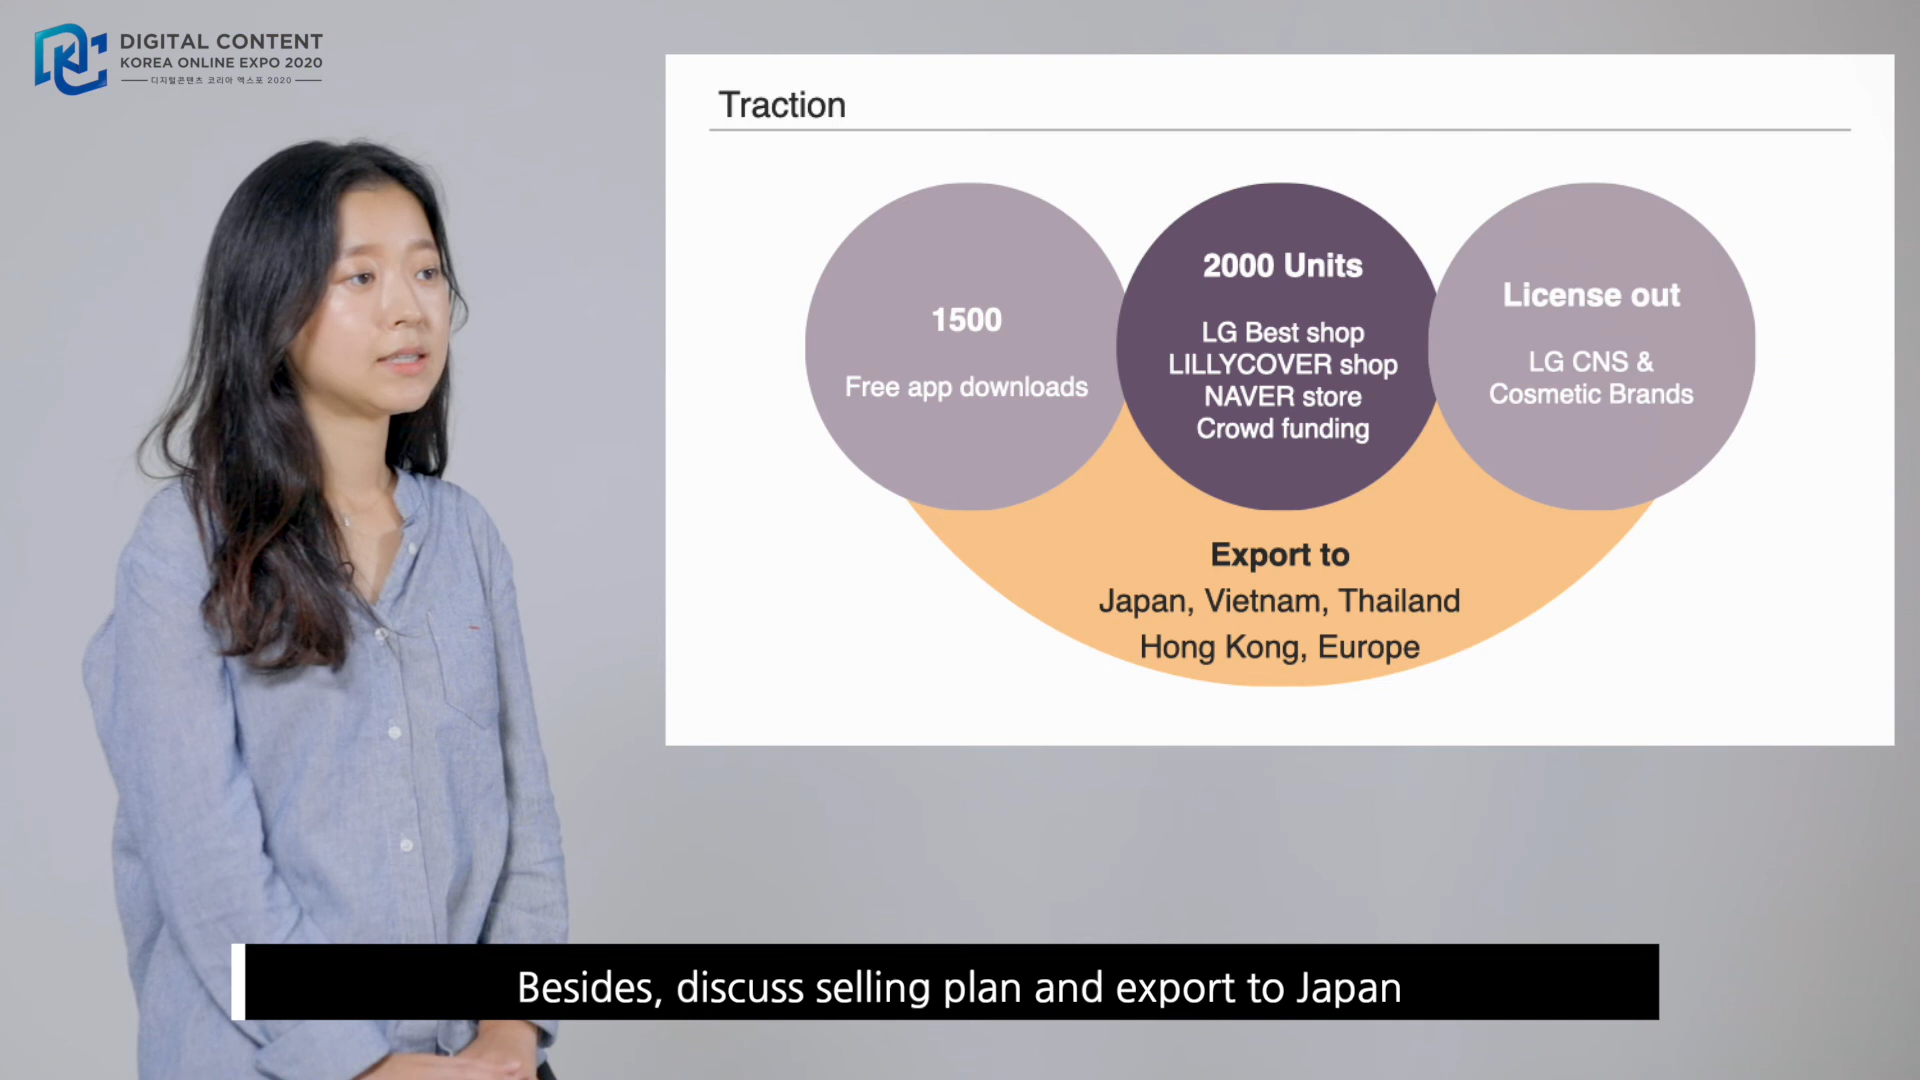 DIGITAL CONTENT
KOREA ONLINE EXPO 2020
디지털콘텐츠 코리아 엑스포 2020
Traction
1500
Free app downloads
2000 Units
LG Best shop
LILLYCOVER shop
NAVER store
Crowd funding
License out
LG CNS &
Cosmetic Brands
Export to
Japan, Vietnam, Thailand
Hong Kong, Europe
Besides, discuss selling plan and export to Japan